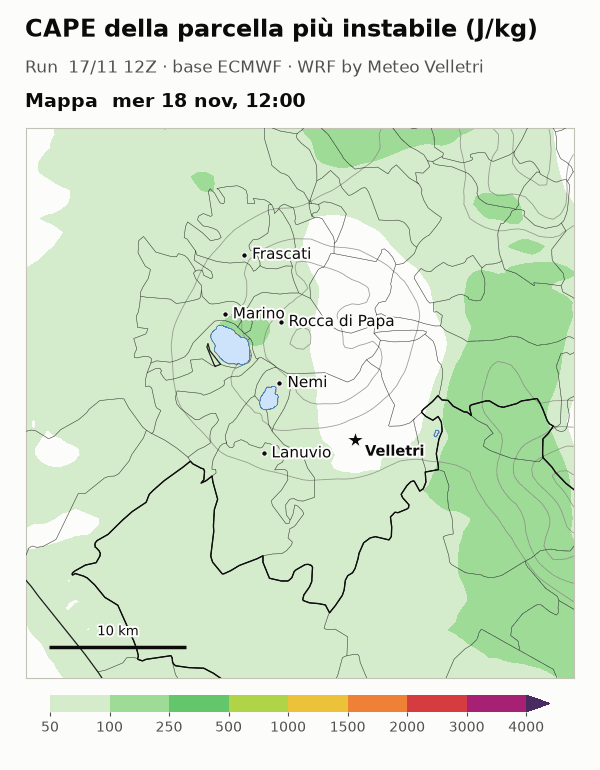 CAPE della parcella più instabile (J/kg)
Run 17/11 12Z · base ECMWF · WRF by Meteo Velletri
Mappa mer 18 nov, 12:00
Frascati
Marino
Rocca di Papa
Nemi
Velletri
Lanuvio
10 km
50 100 250 500 1000 1500 2000 3000 4000